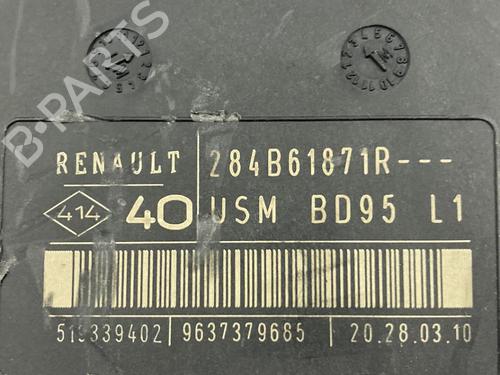 B-PARTS
RENAULT 284B61871R---
414 40 USM BD95 L1
519339402 9637379685 20.28.03.10